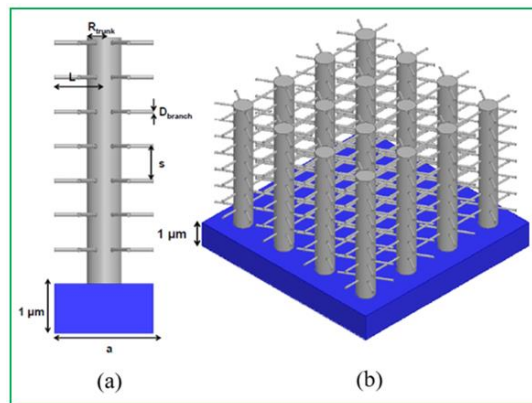 R_trunk
L
D_branch
s
1 μm
a
1 μm
(a)
(b)